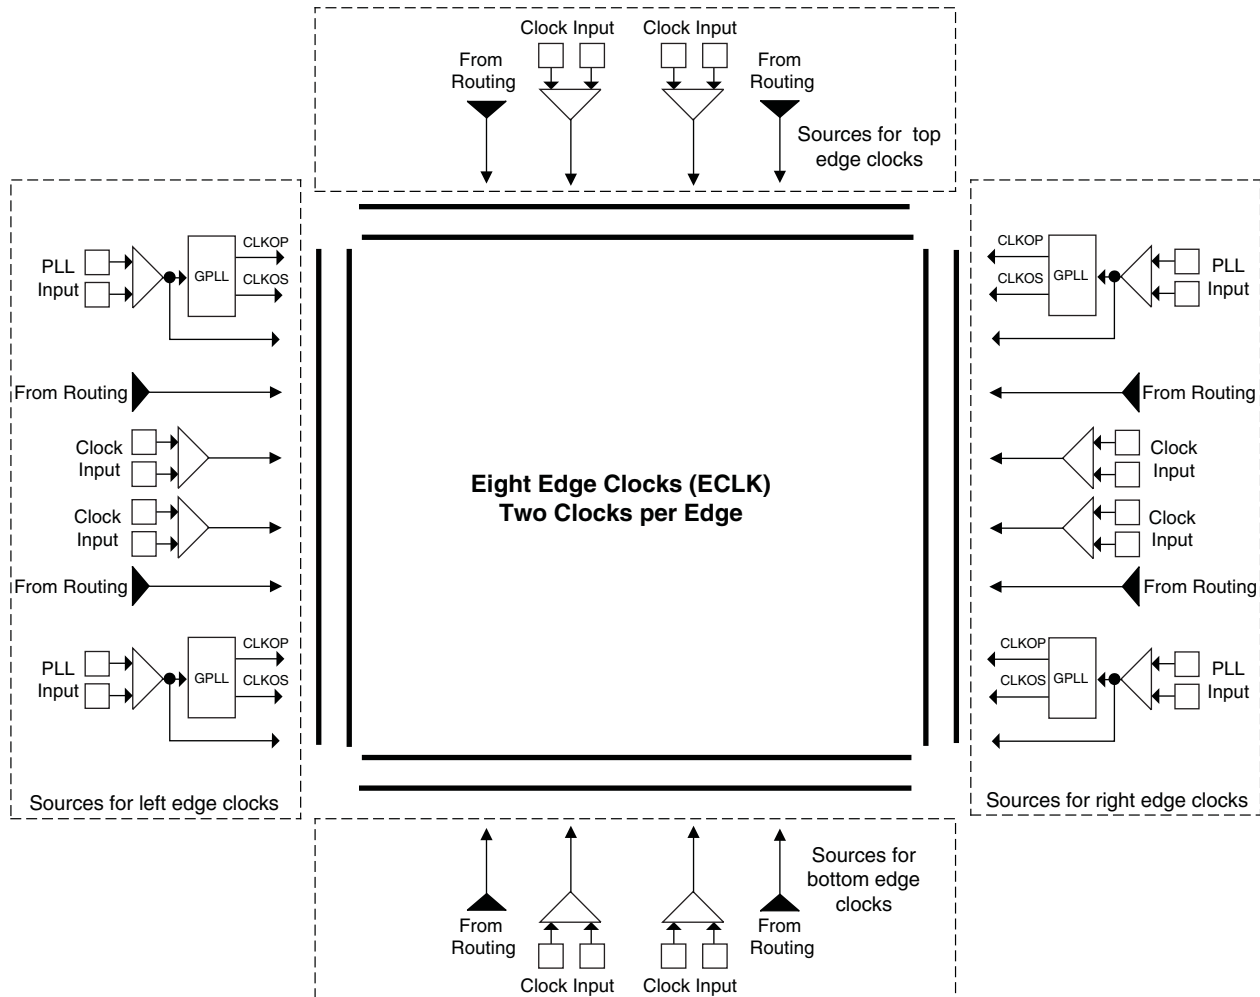 Clock Input
Clock Input
From
Routing
From
Routing
Sources for top
edge clocks
PLL
Input
GPLL
CLKOP
CLKOS
From Routing
Clock
Input
Clock
Input
From Routing
PLL
Input
GPLL
CLKOP
CLKOS
Sources for left edge clocks
Eight Edge Clocks (ECLK)
Two Clocks per Edge
CLKOP
CLKOS
GPLL
PLL
Input
From Routing
Clock
Input
Clock
Input
From Routing
CLKOP
CLKOS
GPLL
PLL
Input
Sources for right edge clocks
Sources for
bottom edge
clocks
From
Routing
From
Routing
Clock Input
Clock Input